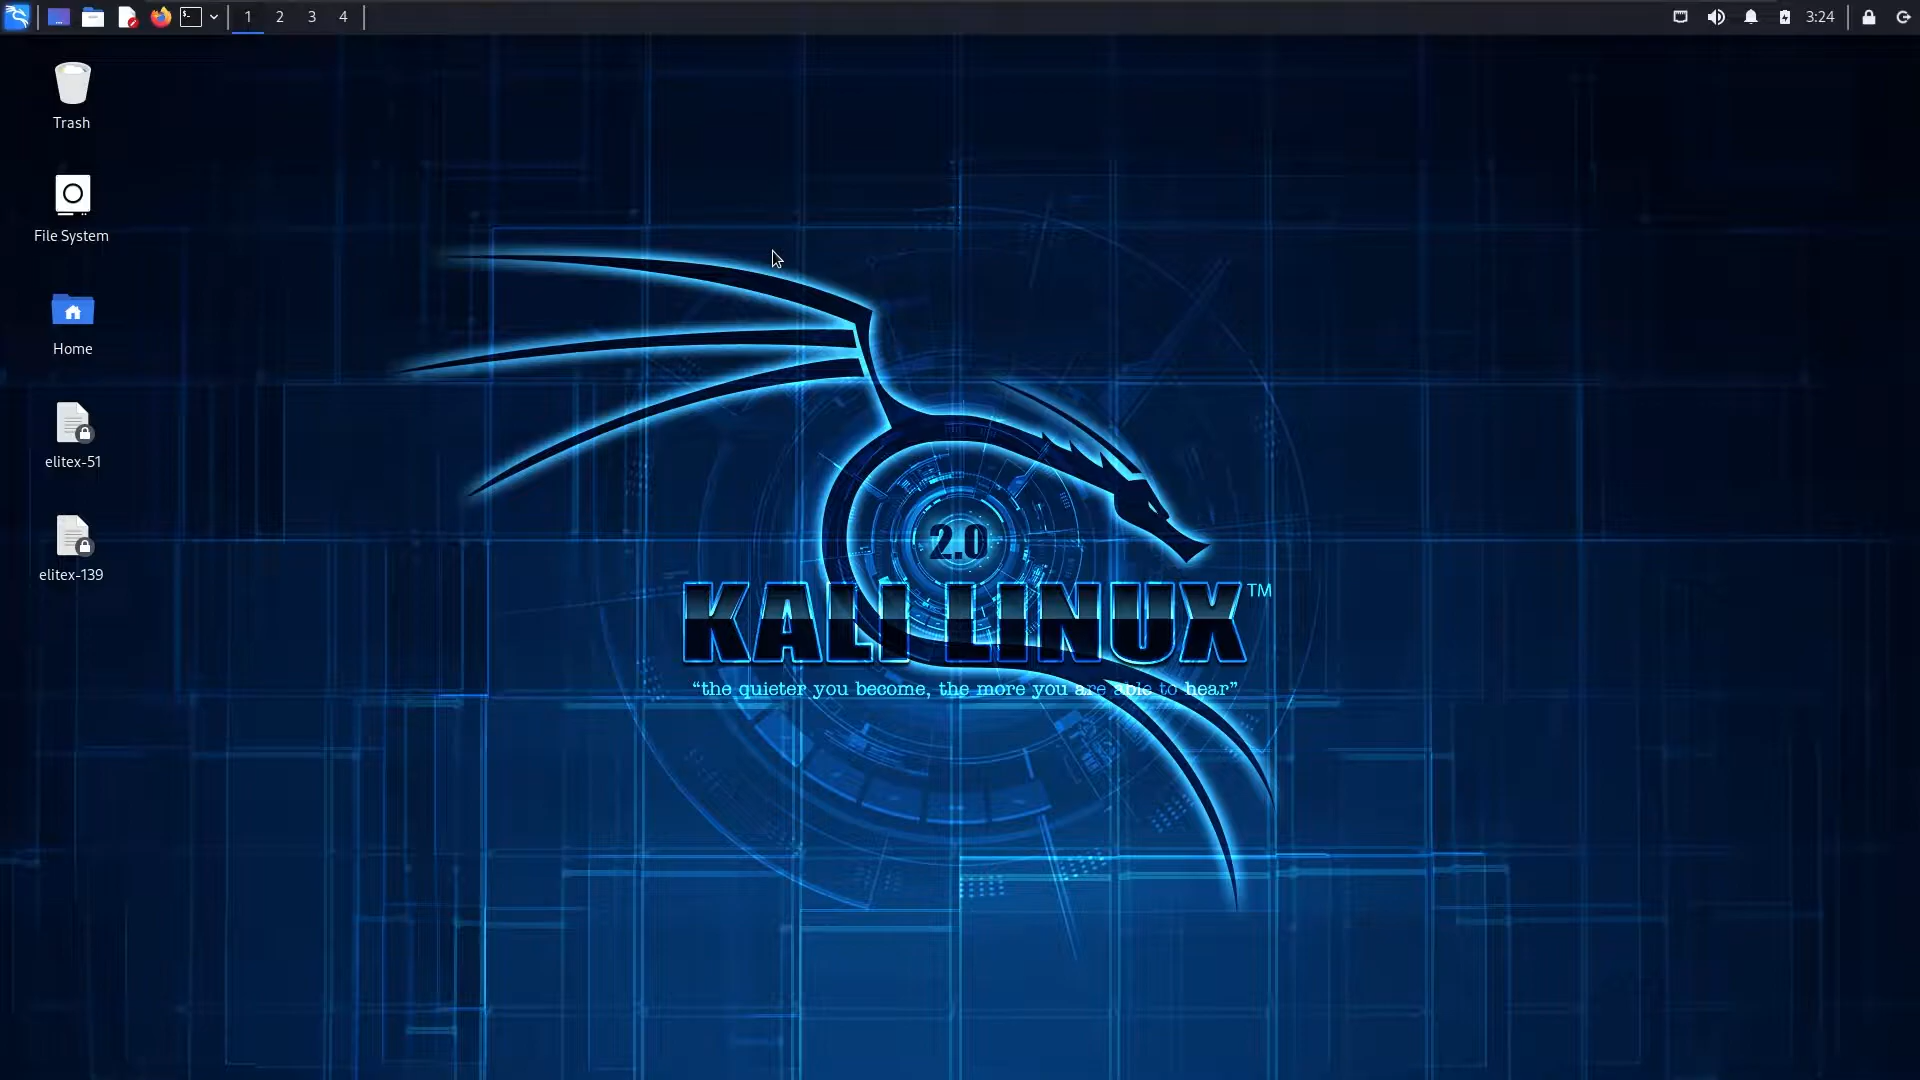 1 2 3 4
3:24
Trash
File System
Home
elitex-51
elitex-139
2.0
KALI LINUX™
“the quieter you become, the more you are able to hear”